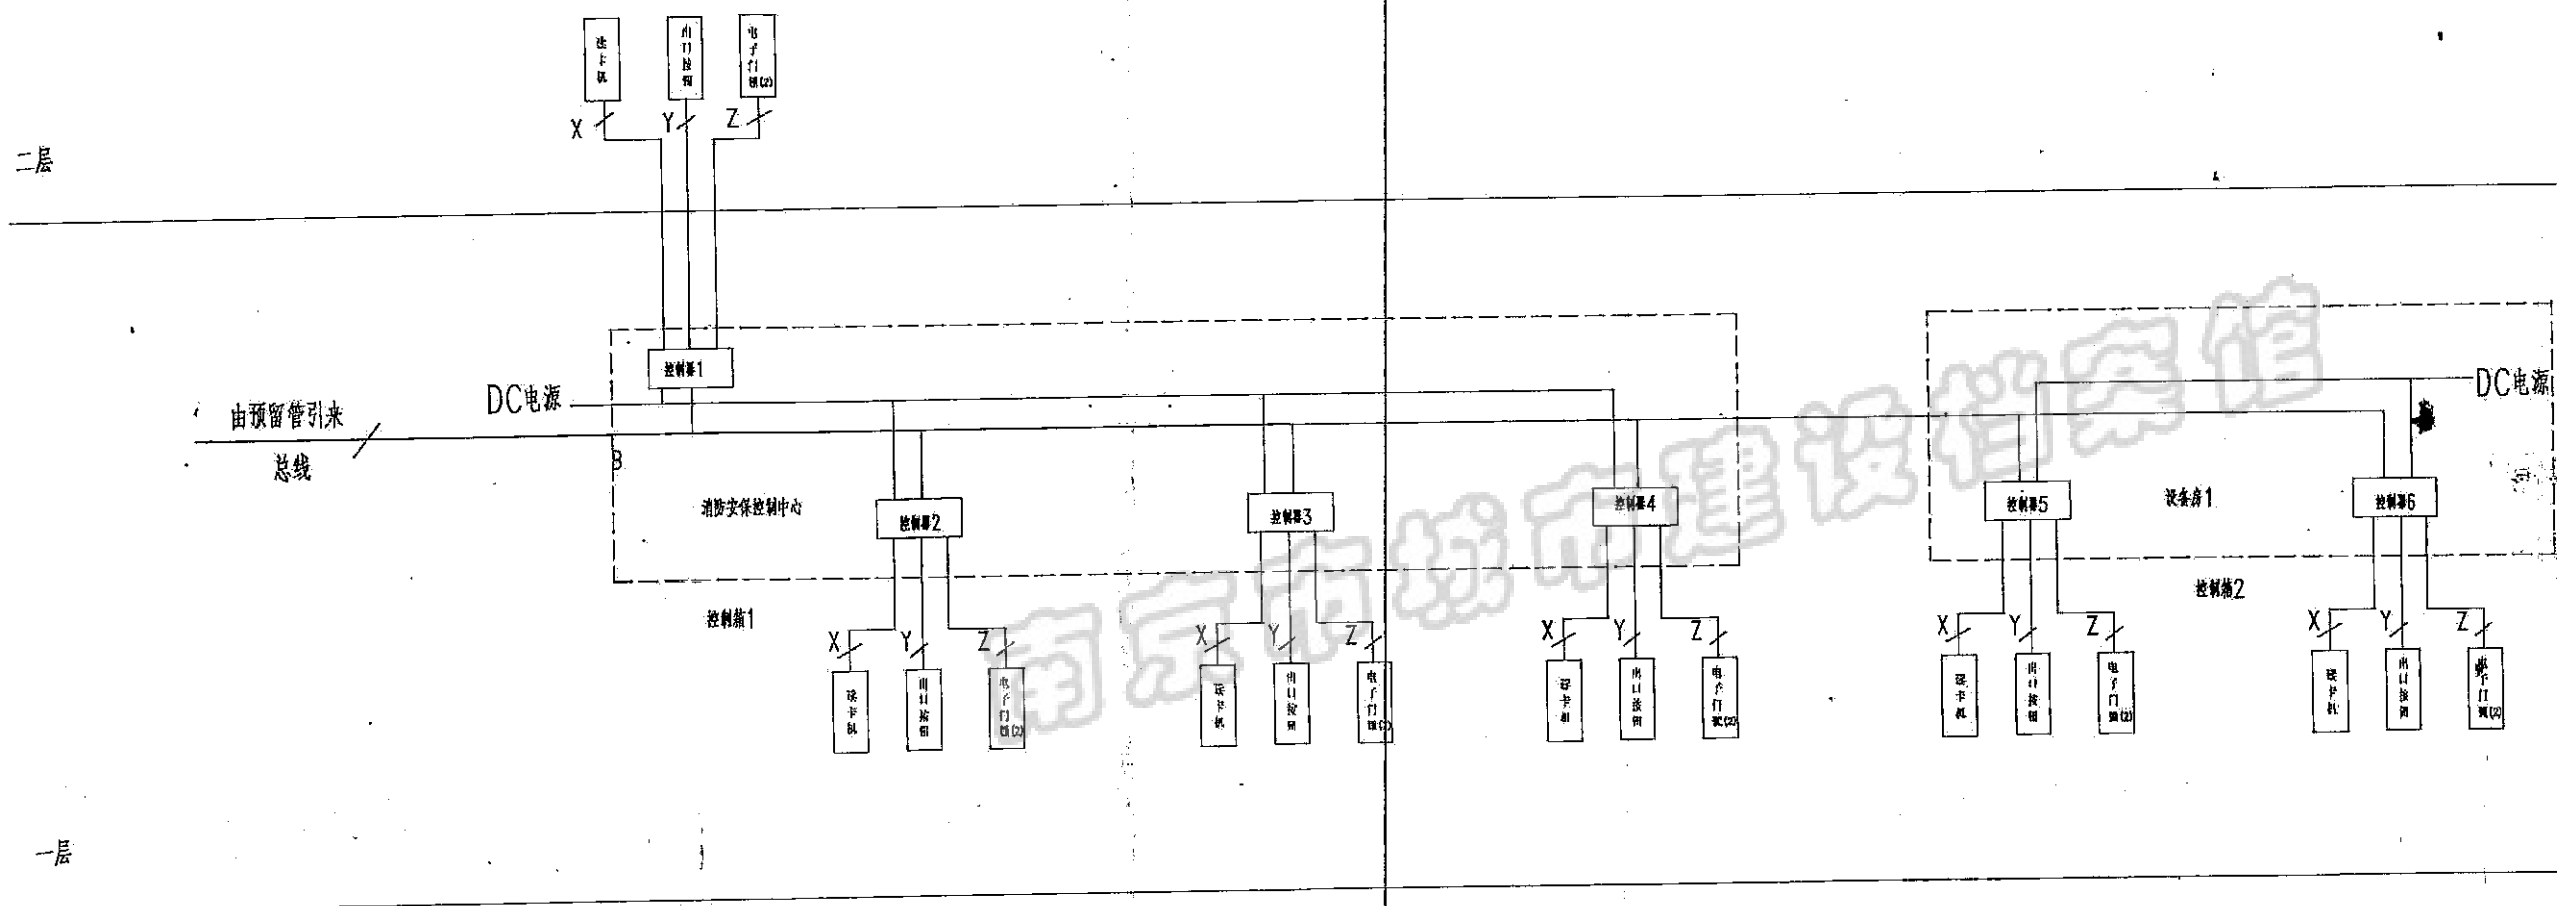 读卡机
出口按钮
电子门锁(2)
X
Y
Z
二层
控制器1
DC电源
DC电源
由预留管引来
总线
B
消防安保控制中心
控制器2
控制器3
控制器4
控制器5
设备房1
控制器6
控制箱1
控制箱2
X
Y
Z
X
Y
Z
X
Y
Z
X
Y
Z
X
Y
Z
读卡机
出口按钮
电子门锁(2)
读卡机
出口按钮
电子门锁(2)
读卡机
出口按钮
电子门锁(2)
读卡机
出口按钮
电子门锁(2)
读卡机
出口按钮
电子门锁(2)
一层
南京市城市建设档案馆